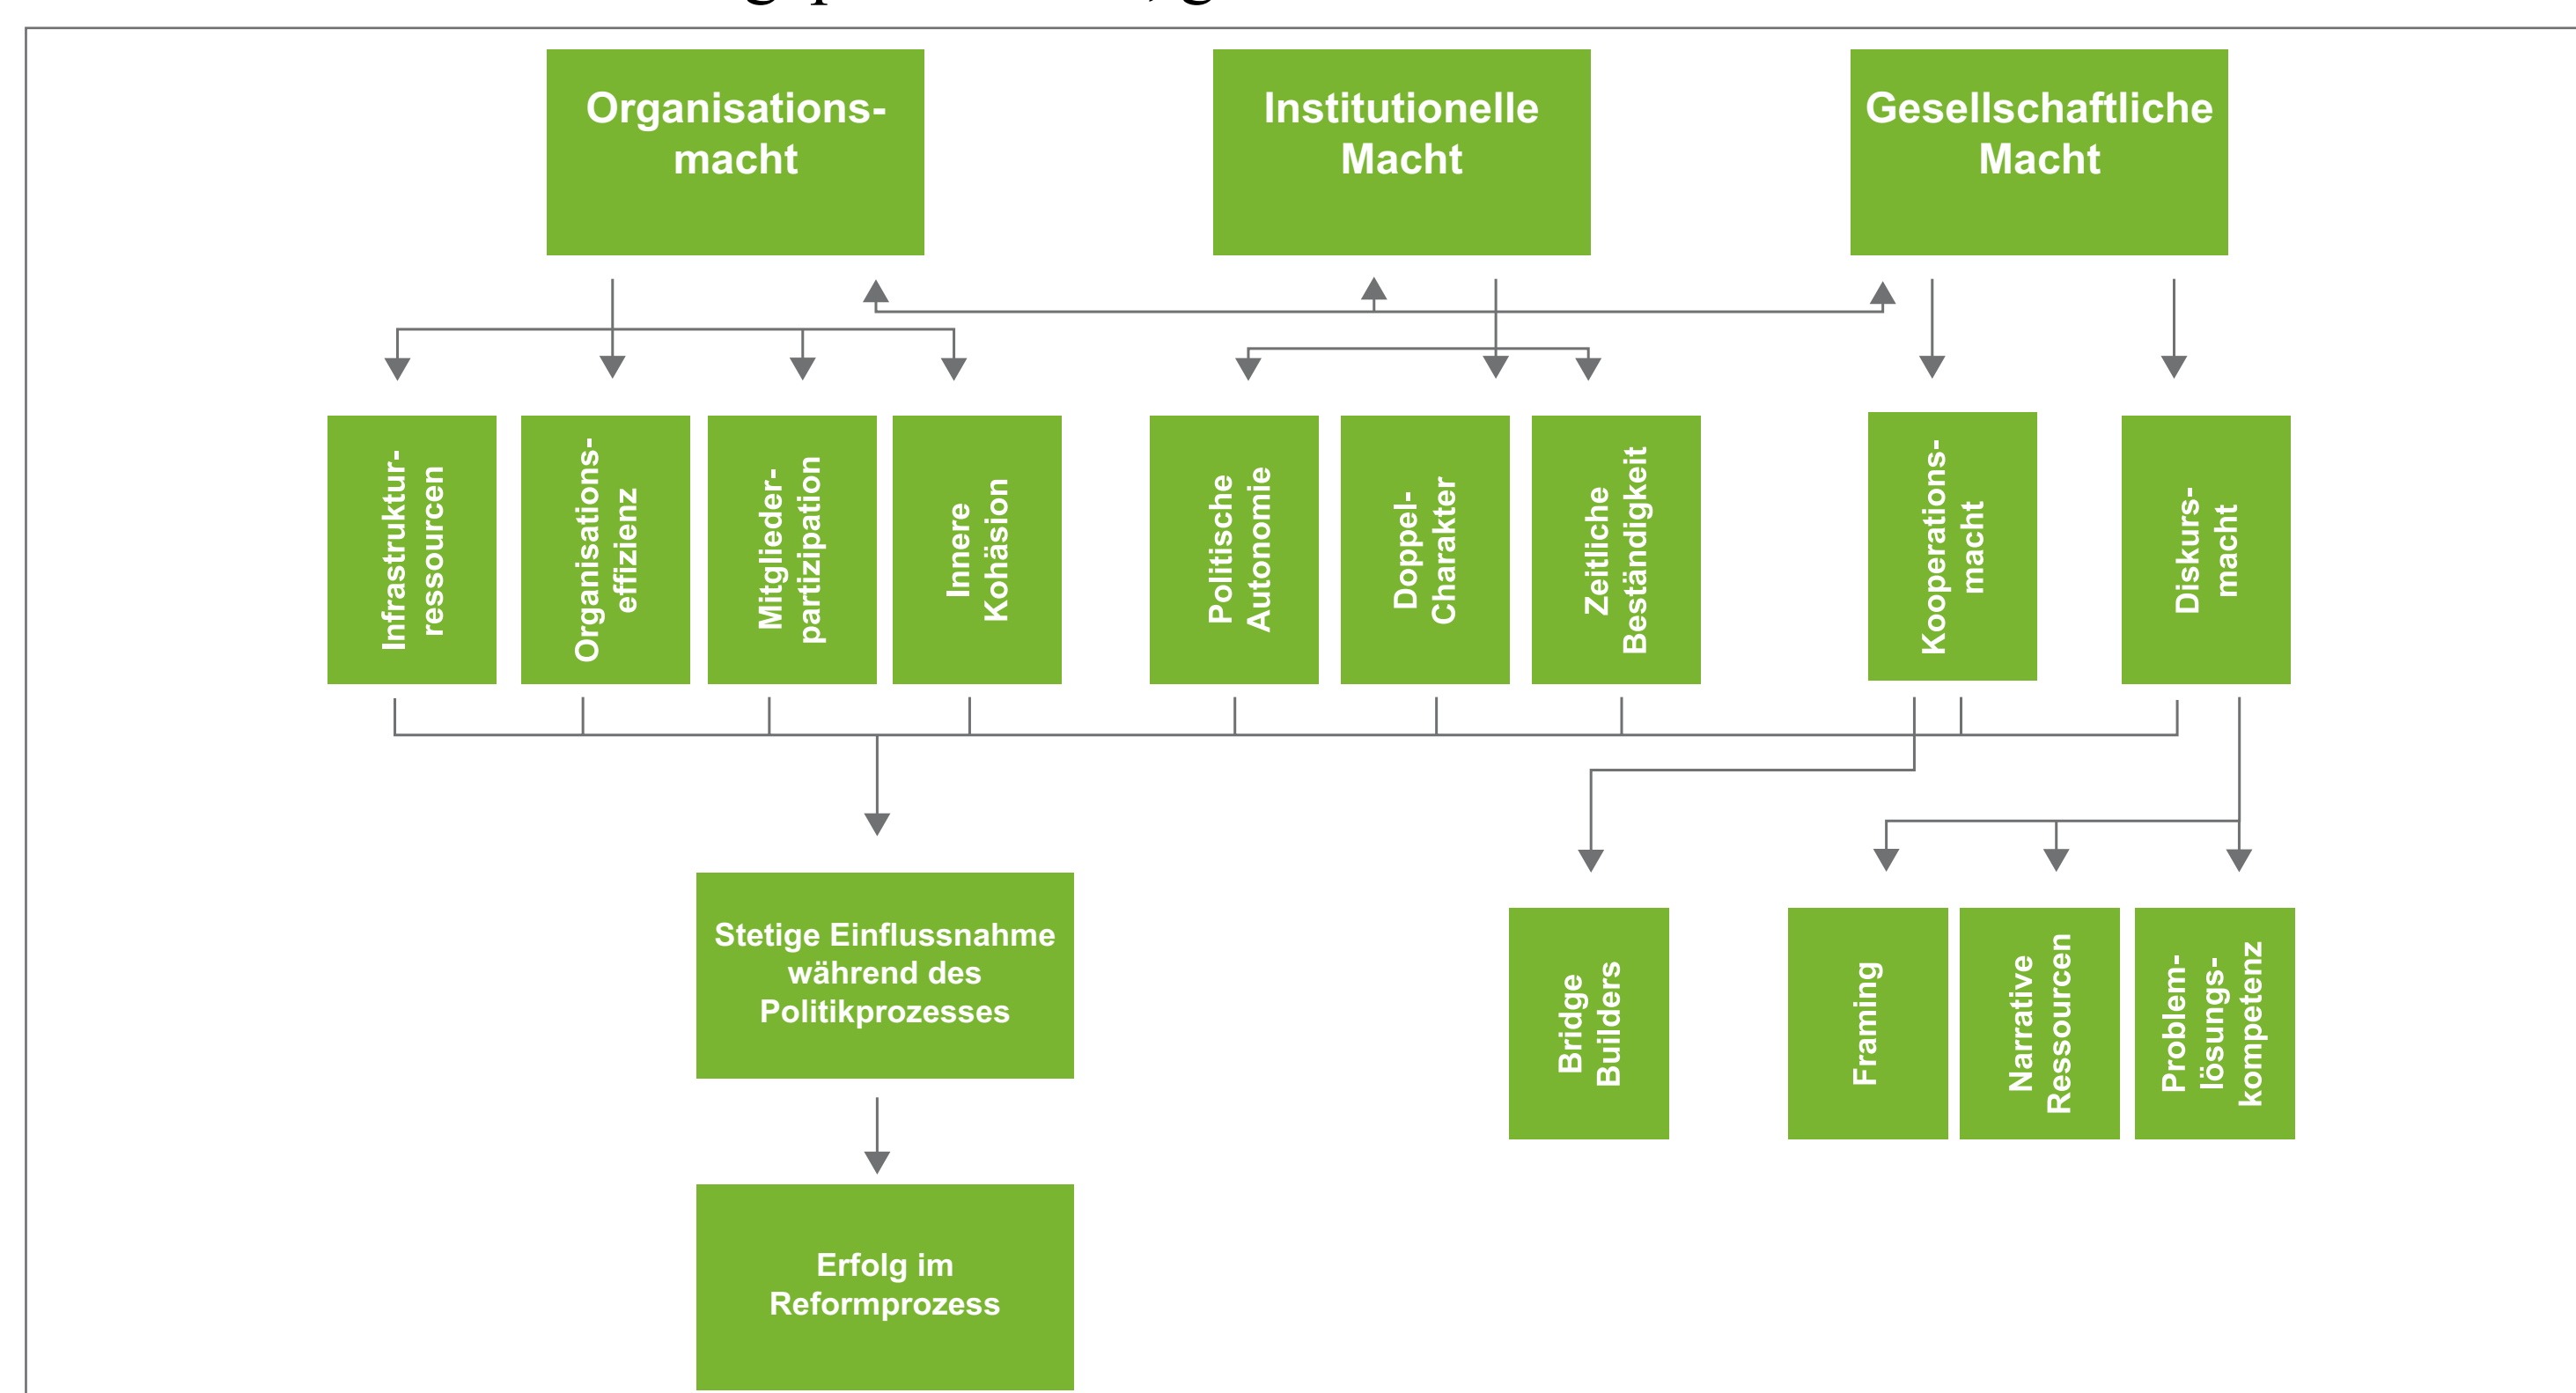 Organisations-
macht
Institutionelle
Macht
Gesellschaftliche
Macht
Infrastruktur-
ressourcen
Organisations-
effizienz
Mitglieder-
partizipation
Innere
Kohäsion
Politische
Autonomie
Doppel-
Charakter
Zeitliche
Beständigkeit
Kooperations-
macht
Diskurs-
macht
Stetige Einflussnahme
während des
Politikprozesses
Bridge
Builders
Framing
Narrative
Ressourcen
Problem-
lösungs-
kompetenz
Erfolg im
Reformprozess